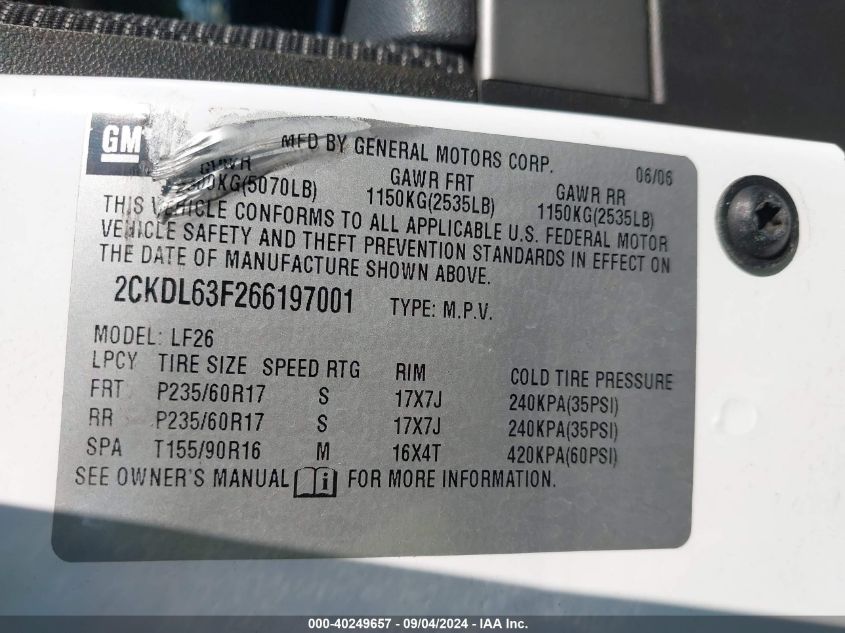 GM
MFD BY GENERAL MOTORS CORP. 06/06
GVWR GAWR FRT GAWR RR
2300KG(5070LB) 1150KG(2535LB) 1150KG(2535LB)
THIS VEHICLE CONFORMS TO ALL APPLICABLE U.S. FEDERAL MOTOR
VEHICLE SAFETY AND THEFT PREVENTION STANDARDS IN EFFECT ON
THE DATE OF MANUFACTURE SHOWN ABOVE.
2CKDL63F266197001 TYPE: M.P.V.
MODEL: LF26
LPCY TIRE SIZE SPEED RTG RIM COLD TIRE PRESSURE
FRT P235/60R17 S 17X7J 240KPA(35PSI)
RR P235/60R17 S 17X7J 240KPA(35PSI)
SPA T155/90R16 M 16X4T 420KPA(60PSI)
SEE OWNER'S MANUAL i FOR MORE INFORMATION.
000-40249657 - 09/04/2024 - IAA Inc.